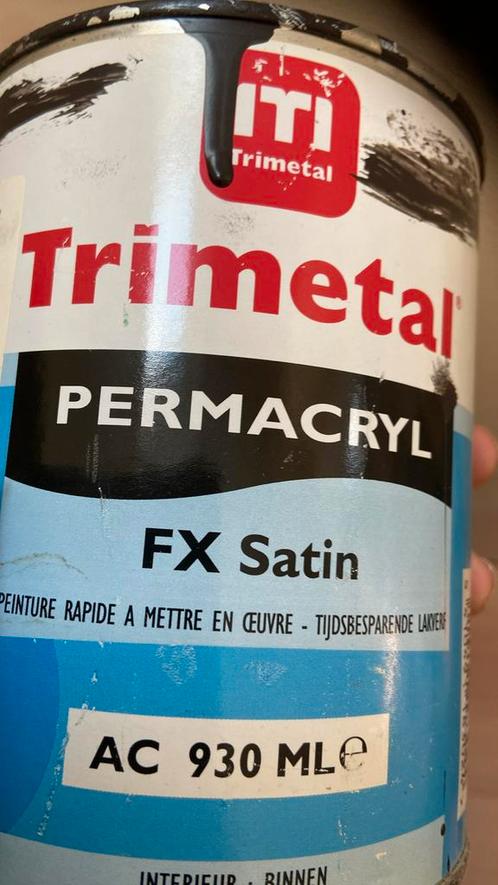 Trimetal
Trimetal®
PERMACRYL
FX Satin
PEINTURE RAPIDE A METTRE EN ŒUVRE - TIJDSBESPARENDE LAKVERF
AC 930 ML ℮
INTERIEUR · BINNEN